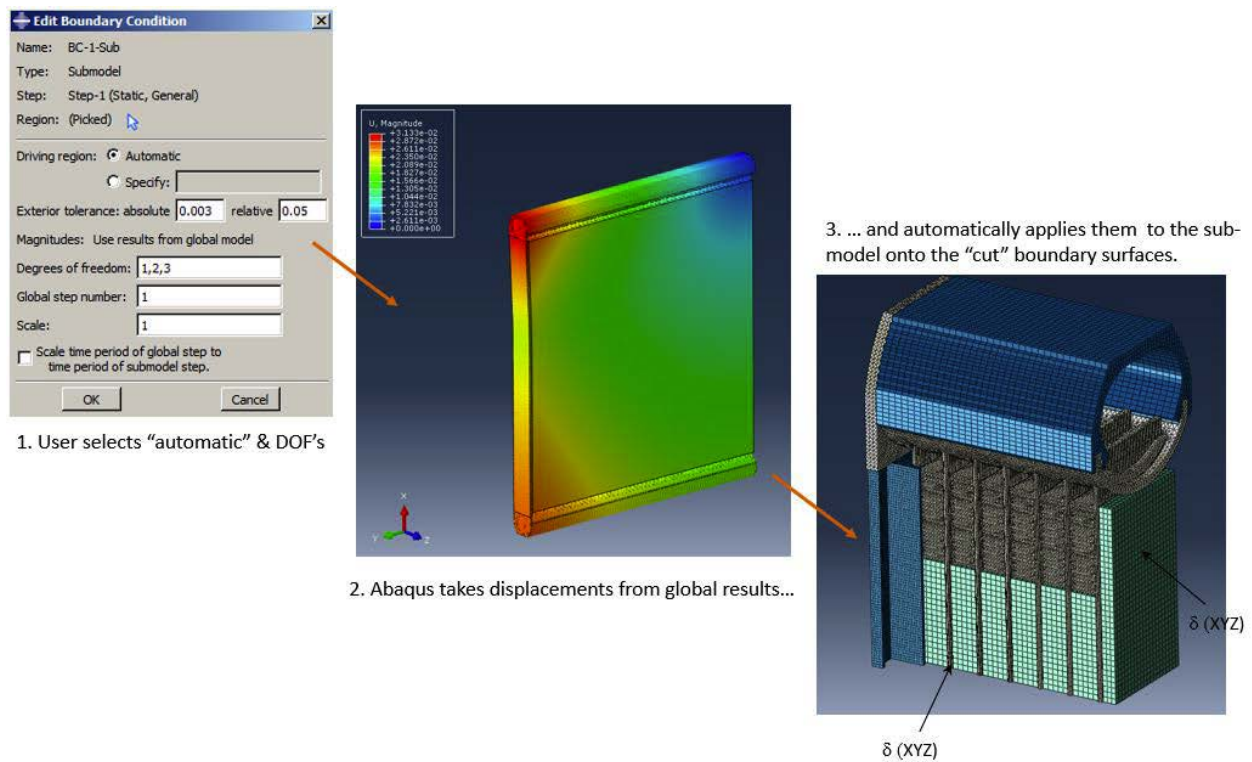 Edit Boundary Condition
Name: BC-1-Sub
Type: Submodel
Step: Step-1 (Static, General)
Region: (Picked)
Driving region: Automatic
Specify:
Exterior tolerance: absolute 0.003 relative 0.05
Magnitudes: Use results from global model
Degrees of freedom: 1,2,3
Global step number: 1
Scale: 1
Scale time period of global step to
time period of submodel step.
OK Cancel
1. User selects “automatic” & DOF's
U, Magnitude
+3.133e-02
+2.872e-02
+2.611e-02
+2.350e-02
+2.089e-02
+1.827e-02
+1.566e-02
+1.305e-02
+1.044e-02
+7.832e-03
+5.221e-03
+2.611e-03
+0.000e+00
X
Y
Z
2. Abaqus takes displacements from global results…
3. … and automatically applies them to the sub-
model onto the “cut” boundary surfaces.
δ (XYZ)
δ (XYZ)